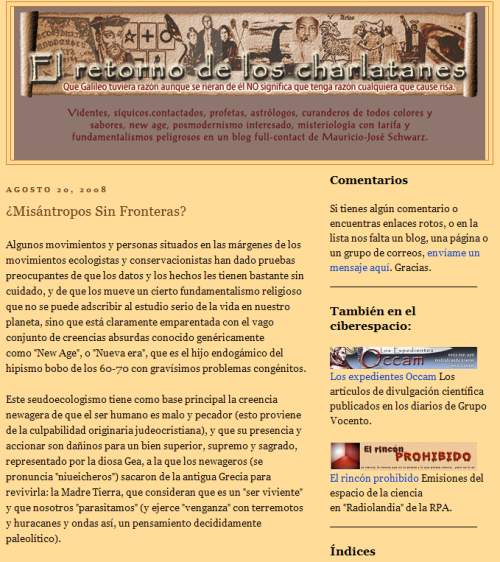 El retorno de los charlatanes
Que Galileo tuviera razón aunque se rieran de él NO significa que tenga razón cualquiera que cause risa.
Videntes, síquicos.contactados, profetas, astrólogos, curanderos de todos colores y
sabores, new age, posmodernismo interesado, misteriología con tarifa y
fundamentalismos peligrosos en un blog full-contact de Mauricio-José Schwarz.
AGOSTO 20, 2008
¿Misántropos Sin Fronteras?
Algunos movimientos y personas situados en las márgenes de los
movimientos ecologistas y conservacionistas han dado pruebas
preocupantes de que los datos y los hechos les tienen bastante sin
cuidado, y de que los mueve un cierto fundamentalismo religioso
que no se puede adscribir al estudio serio de la vida en nuestro
planeta, sino que está claramente emparentada con el vago
conjunto de creencias absurdas conocido genéricamente
como "New Age", o "Nueva era", que es el hijo endogámico del
hipismo bobo de los 60-70 con gravísimos problemas congénitos.
Este seudoecologismo tiene como base principal la creencia
newagera de que el ser humano es malo y pecador (esto proviene
de la culpabilidad originaria judeocristiana), y que su presencia y
accionar son dañinos para un bien superior, supremo y sagrado,
representado por la diosa Gea, a la que los newageros (se
pronuncia "niueicheros") sacaron de la antigua Grecia para
revivirla: la Madre Tierra, que consideran que es un "ser viviente"
y que nosotros "parasitamos" (y ejerce "venganza" con terremotos
y huracanes y ondas así, un pensamiento decididamente
paleolítico).
Comentarios
Si tienes algún comentario o
encuentras enlaces rotos, o en la
lista nos falta un blog, una página o
un grupo de correos, envíame un
mensaje aquí. Gracias.
También en el
ciberespacio:
Los Expedientes
Occam
Los expedientes Occam Los
artículos de divulgación científica
publicados en los diarios de Grupo
Vocento.
El rincón
PROHIBIDO
El rincón prohibido Emisiones del
espacio de la ciencia
en "Radiolandia" de la RPA.
Índices